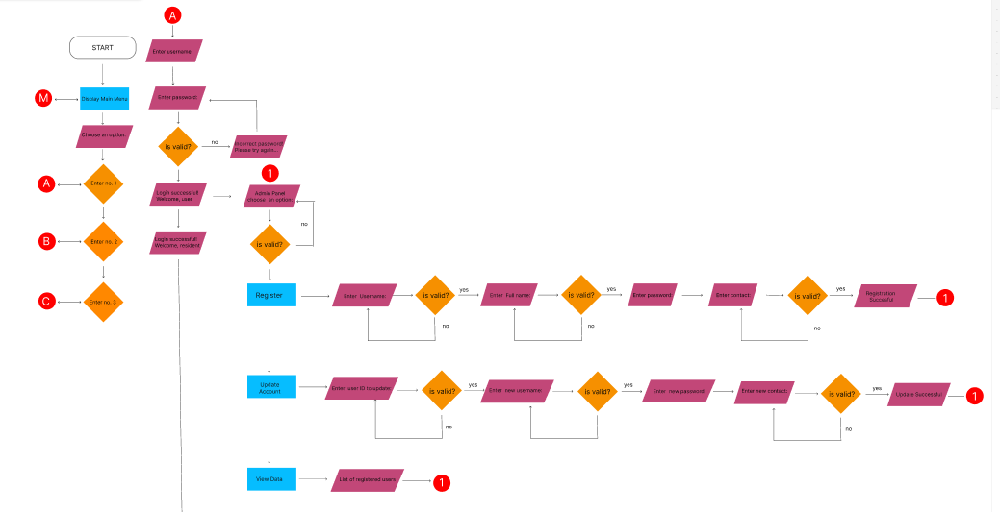 A
START
Enter username:
M
Display Main Menu
Enter password:
Choose an option:
is valid?
no
Incorrect password!
Please try again...
A
Enter no. 1
1
Login successful!
Welcome, user
Admin Panel
choose an option:
no
B
Enter no. 2
Login successful!
Welcome, resident
is valid?
C
Enter no. 3
Register
Enter Username:
is valid?
yes
Enter Full name:
is valid?
yes
Enter password:
Enter contact:
is valid?
yes
Registration
Succesful
1
no
no
no
Update
Account
Enter user ID to update:
is valid?
yes
Enter new username:
is valid?
yes
Enter new password:
Enter new contact:
is valid?
yes
Update Successful
1
no
no
View Data
List of registered users
1